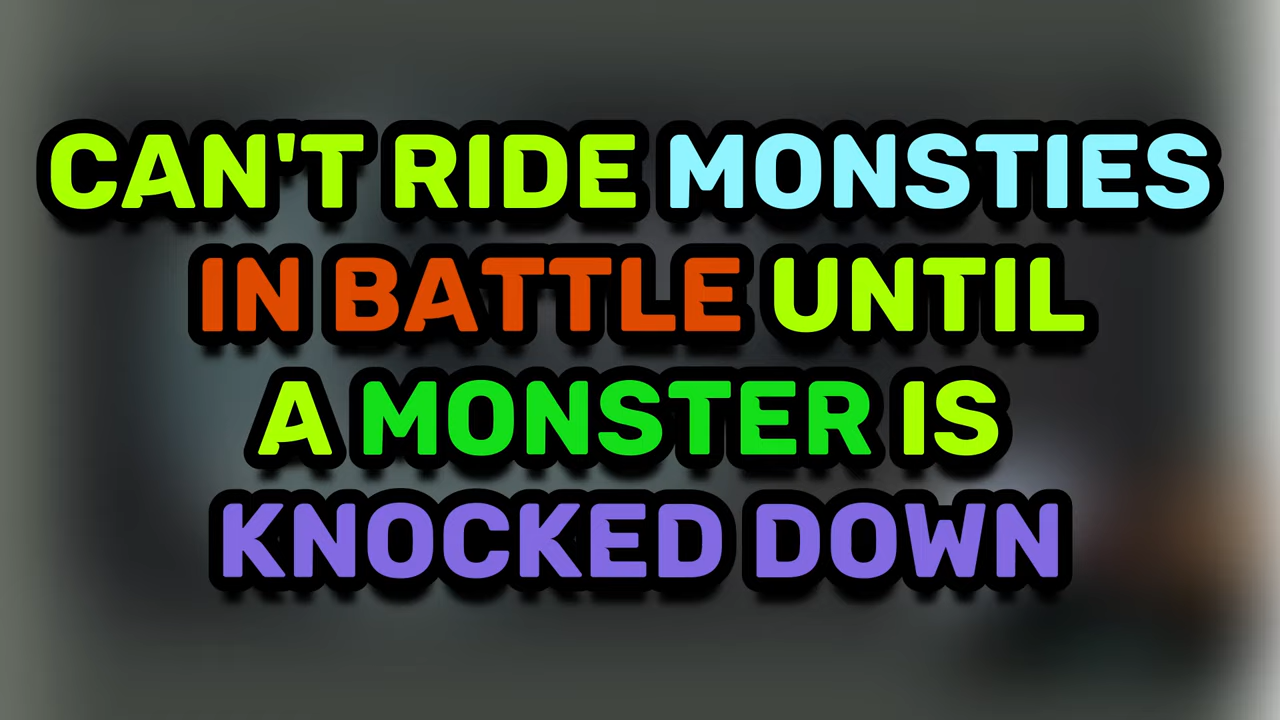 CAN'T RIDE MONSTIES
IN BATTLE UNTIL
A MONSTER IS
KNOCKED DOWN